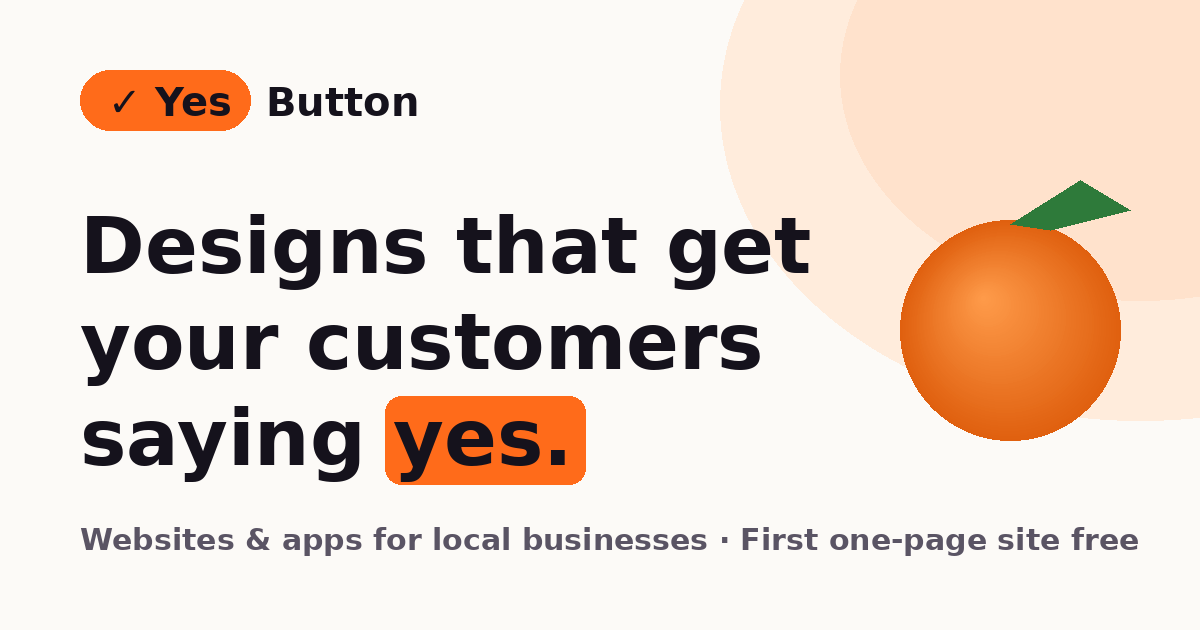 ✓ Yes Button
Designs that get
your customers
saying yes.
Websites & apps for local businesses · First one-page site free